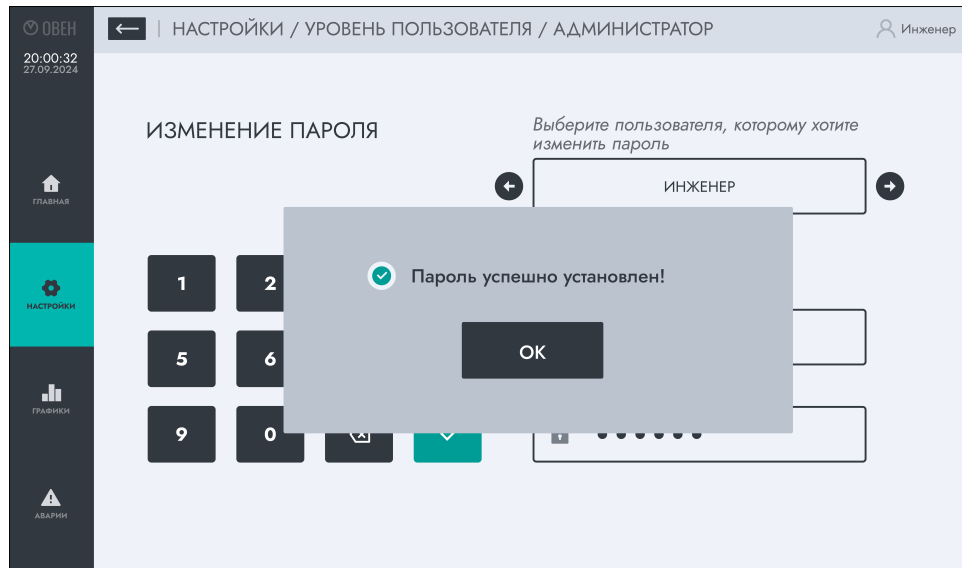 ОВЕН
20:00:32
27.09.2024
НАСТРОЙКИ / УРОВЕНЬ ПОЛЬЗОВАТЕЛЯ / АДМИНИСТРАТОР
Инженер
ИЗМЕНЕНИЕ ПАРОЛЯ
Выберите пользователя, которому хотите
изменить пароль
ИНЖЕНЕР
ГЛАВНАЯ
НАСТРОЙКИ
ГРАФИКИ
АВАРИИ
1 2
5 6
9 0
Пароль успешно установлен!
ОК